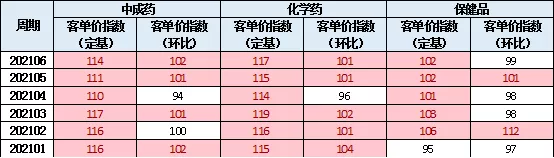 周期 中成药 化学药 保健品
客单价指数（定基） 客单价指数（环比） 客单价指数（定基） 客单价指数（环比） 客单价指数（定基） 客单价指数（环比）
202106 114 102 117 101 102 99
202105 111 101 115 101 102 101
202104 110 94 114 96 101 98
202103 117 101 119 102 103 98
202102 116 100 116 101 106 112
202101 116 102 115 104 95 97